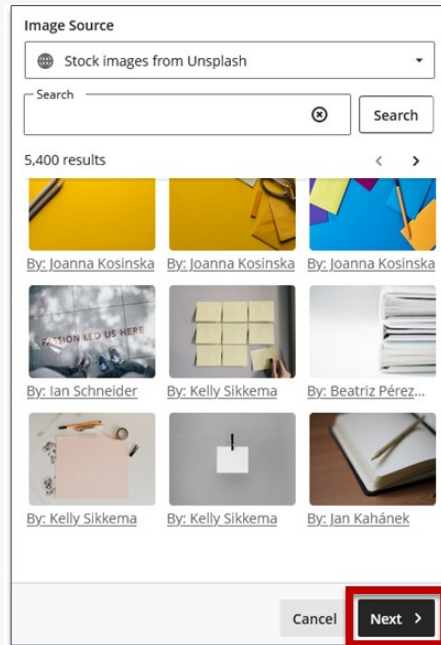 Image Source
Stock images from Unsplash
Search
Search
5,400 results
By: Joanna Kosinska
By: Joanna Kosinska
By: Joanna Kosinska
PASSION LED US HERE
By: Ian Schneider
By: Kelly Sikkema
By: Beatriz Pérez...
By: Kelly Sikkema
By: Kelly Sikkema
By: Jan Kahánek
Cancel
Next